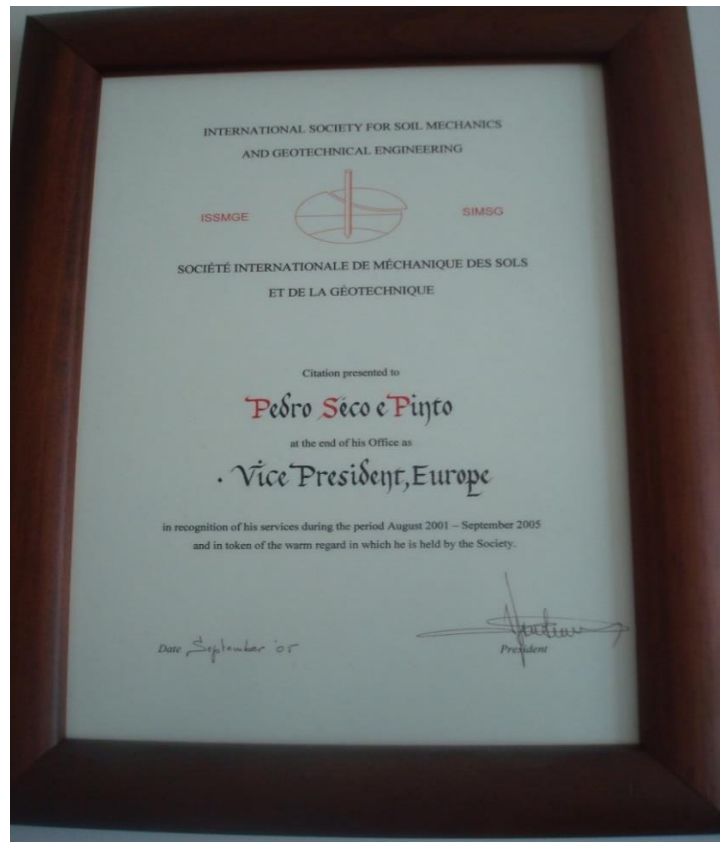 INTERNATIONAL SOCIETY FOR SOIL MECHANICS
AND GEOTECHNICAL ENGINEERING
ISSMGE
SIMSG
SOCIÉTÉ INTERNATIONALE DE MÉCHANIQUE DES SOLS
ET DE LA GÉOTECHNIQUE
Citation presented to
Pedro Sêco e Pinto
at the end of his Office as
· Vice President, Europe
in recognition of his services during the period August 2001 – September 2005
and in token of the warm regard in which he is held by the Society.
Date September '05
President